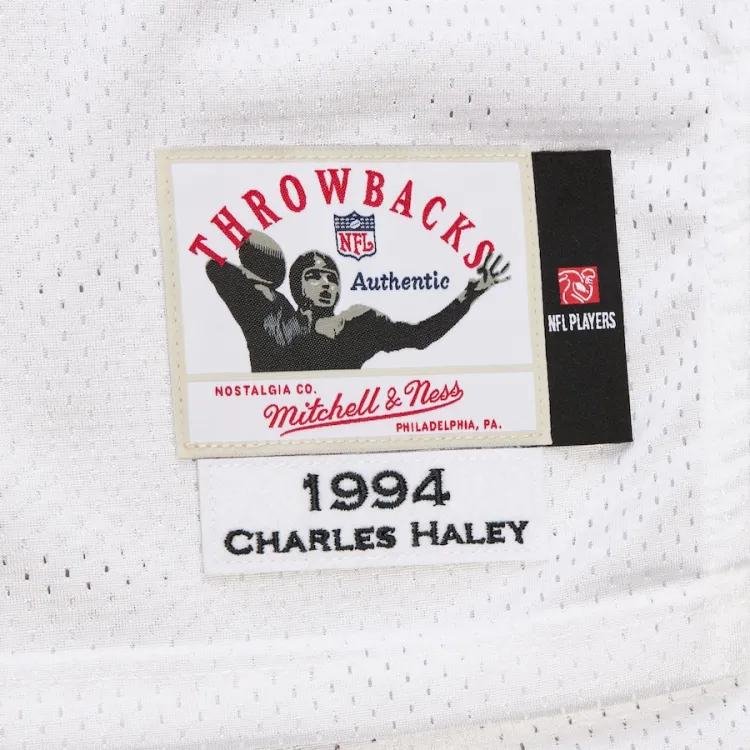 THROWBACKS
NFL
Authentic
NFL PLAYERS
NOSTALGIA CO.
Mitchell & Ness
PHILADELPHIA, PA.
1994
CHARLES HALEY